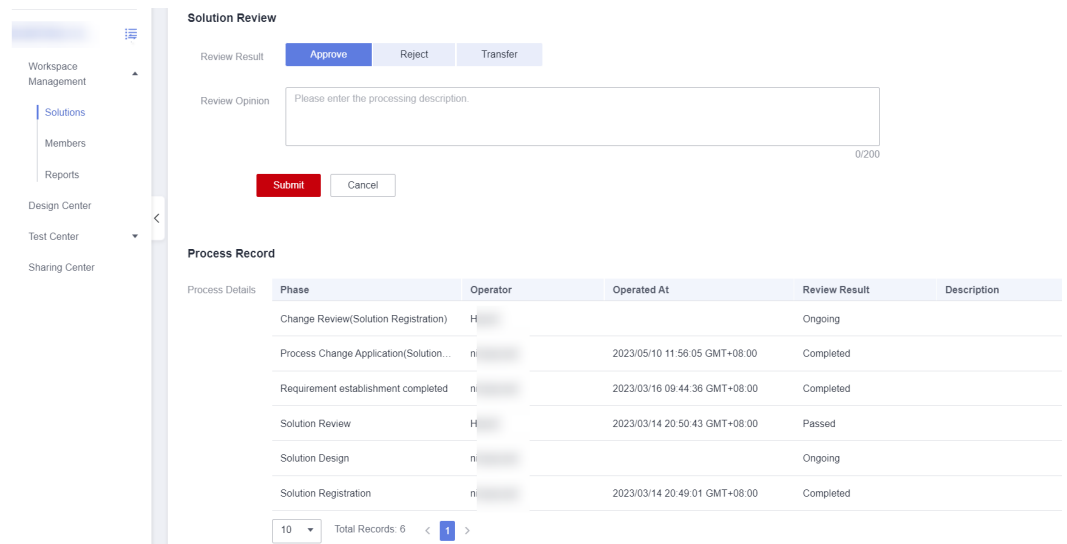 Solution Review
Review Result Approve Reject Transfer
Review Opinion Please enter the processing description.
0/200
Submit Cancel
Workspace
Management
Solutions
Members
Reports
Design Center
Test Center
Sharing Center
Process Record
Process Details Phase Operator Operated At Review Result Description
Change Review(Solution Registration) H Ongoing
Process Change Application(Solution... ni 2023/05/10 11:56:05 GMT+08:00 Completed
Requirement establishment completed ni 2023/03/16 09:44:36 GMT+08:00 Completed
Solution Review H 2023/03/14 20:50:43 GMT+08:00 Passed
Solution Design ni Ongoing
Solution Registration ni 2023/03/14 20:49:01 GMT+08:00 Completed
10 Total Records: 6 < 1 >